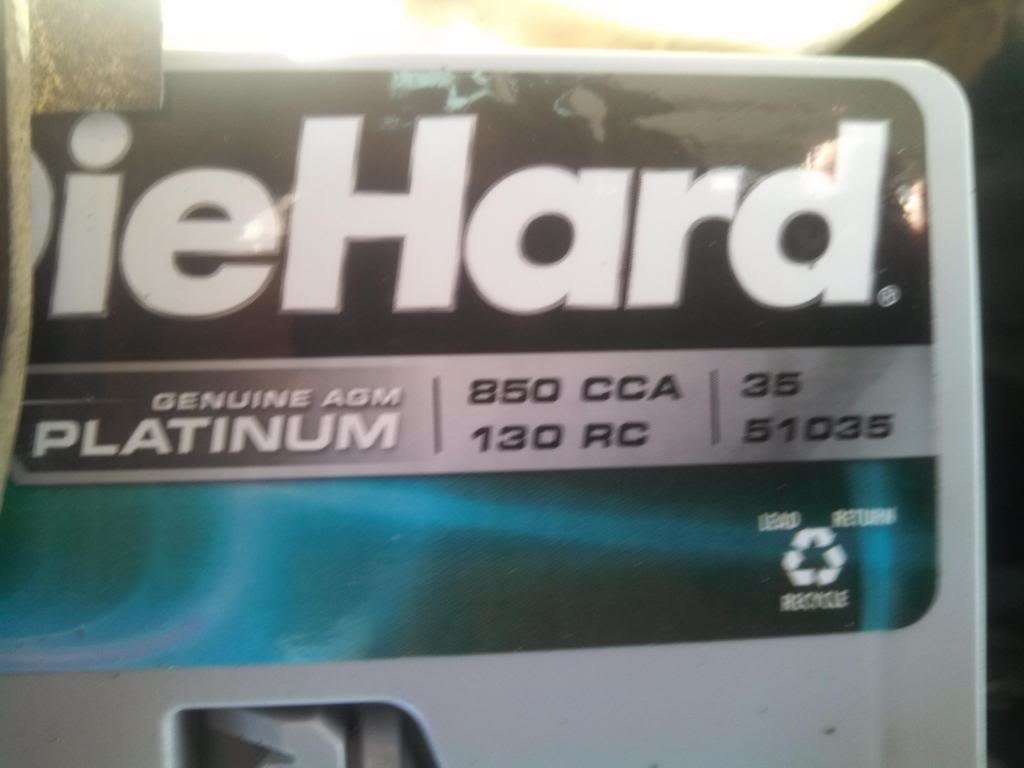 DieHard®
GENUINE AGM
PLATINUM
850 CCA
130 RC
35
51035
LEAD RETURN
RECYCLE